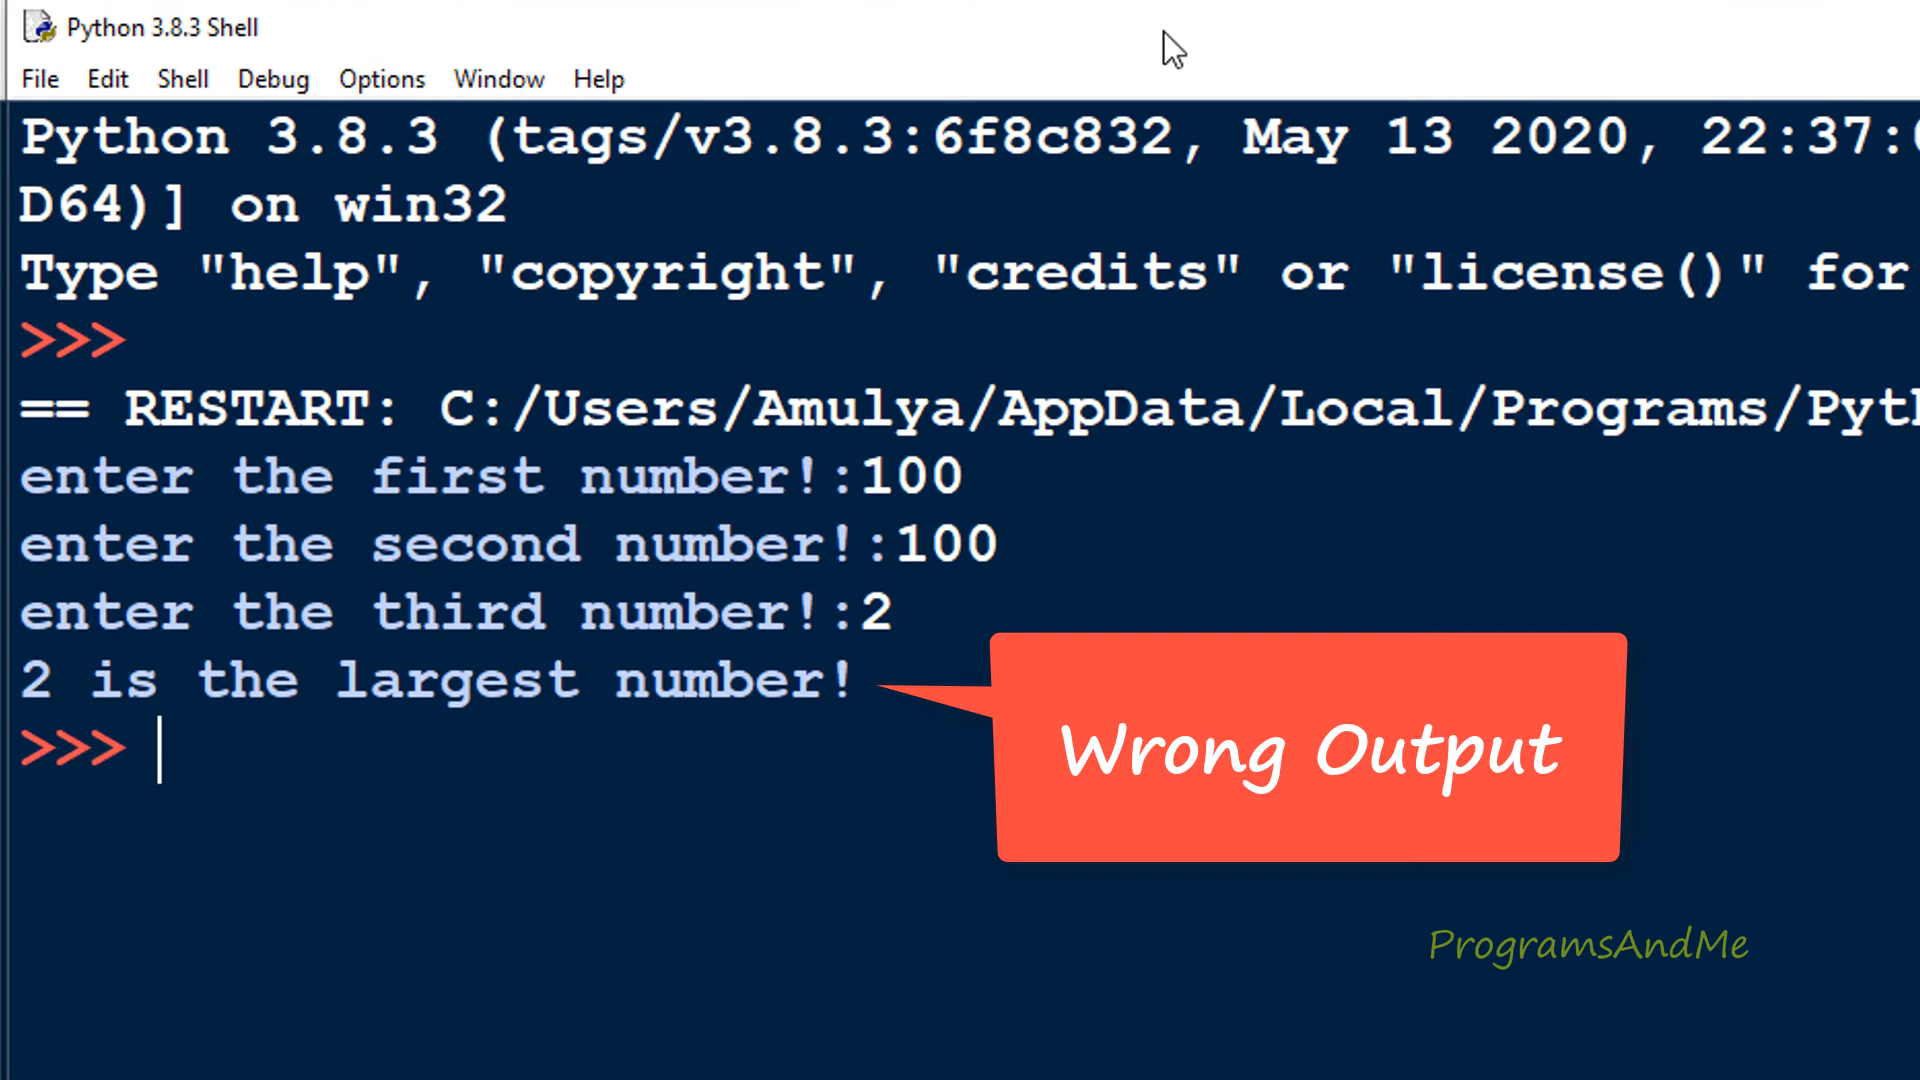 Python 3.8.3 Shell
File Edit Shell Debug Options Window Help
Python 3.8.3 (tags/v3.8.3:6f8c832, May 13 2020, 22:37:
D64)] on win32
Type "help", "copyright", "credits" or "license()" for
>>>
== RESTART: C:/Users/Amulya/AppData/Local/Programs/Pyth
enter the first number!:100
enter the second number!:100
enter the third number!:2
2 is the largest number!
>>>
Wrong Output
ProgramsAndMe